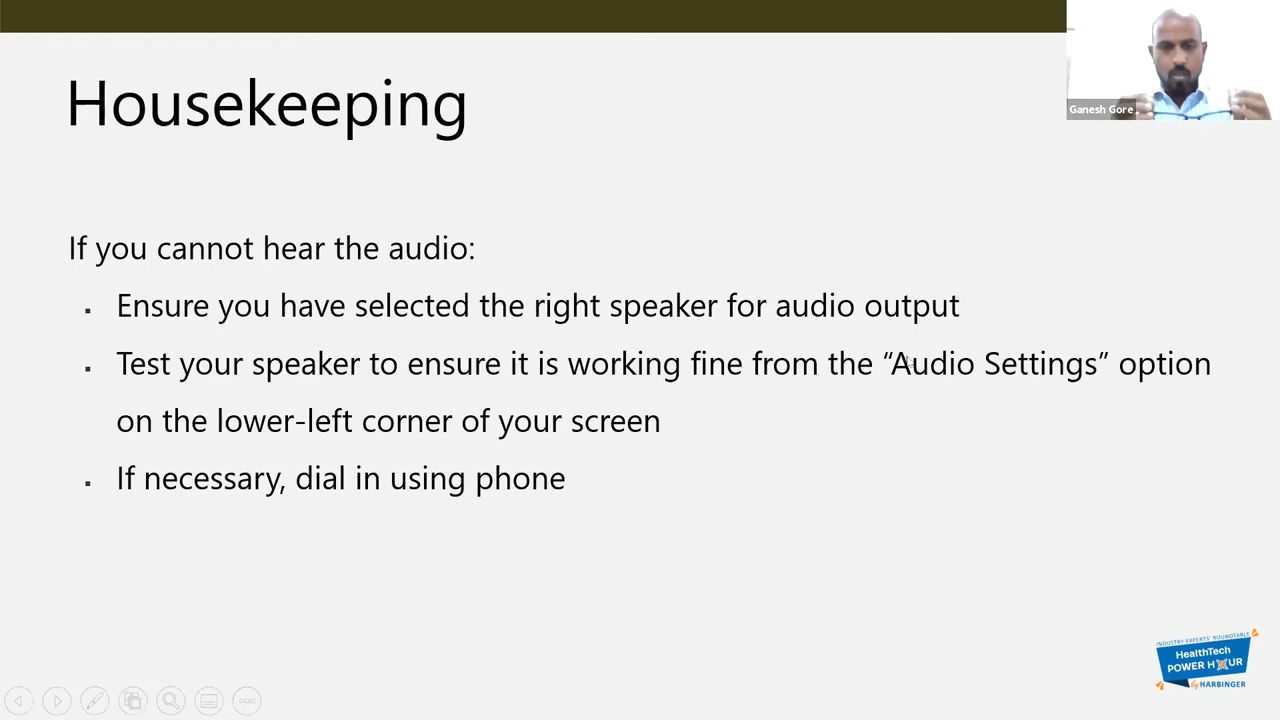 Housekeeping
Ganesh Gore
If you cannot hear the audio:
▪ Ensure you have selected the right speaker for audio output
▪ Test your speaker to ensure it is working fine from the “Audio Settings” option
on the lower-left corner of your screen
▪ If necessary, dial in using phone
INDUSTRY EXPERTS' ROUNDTABLE
HealthTech
POWER HOUR
by HARBINGER